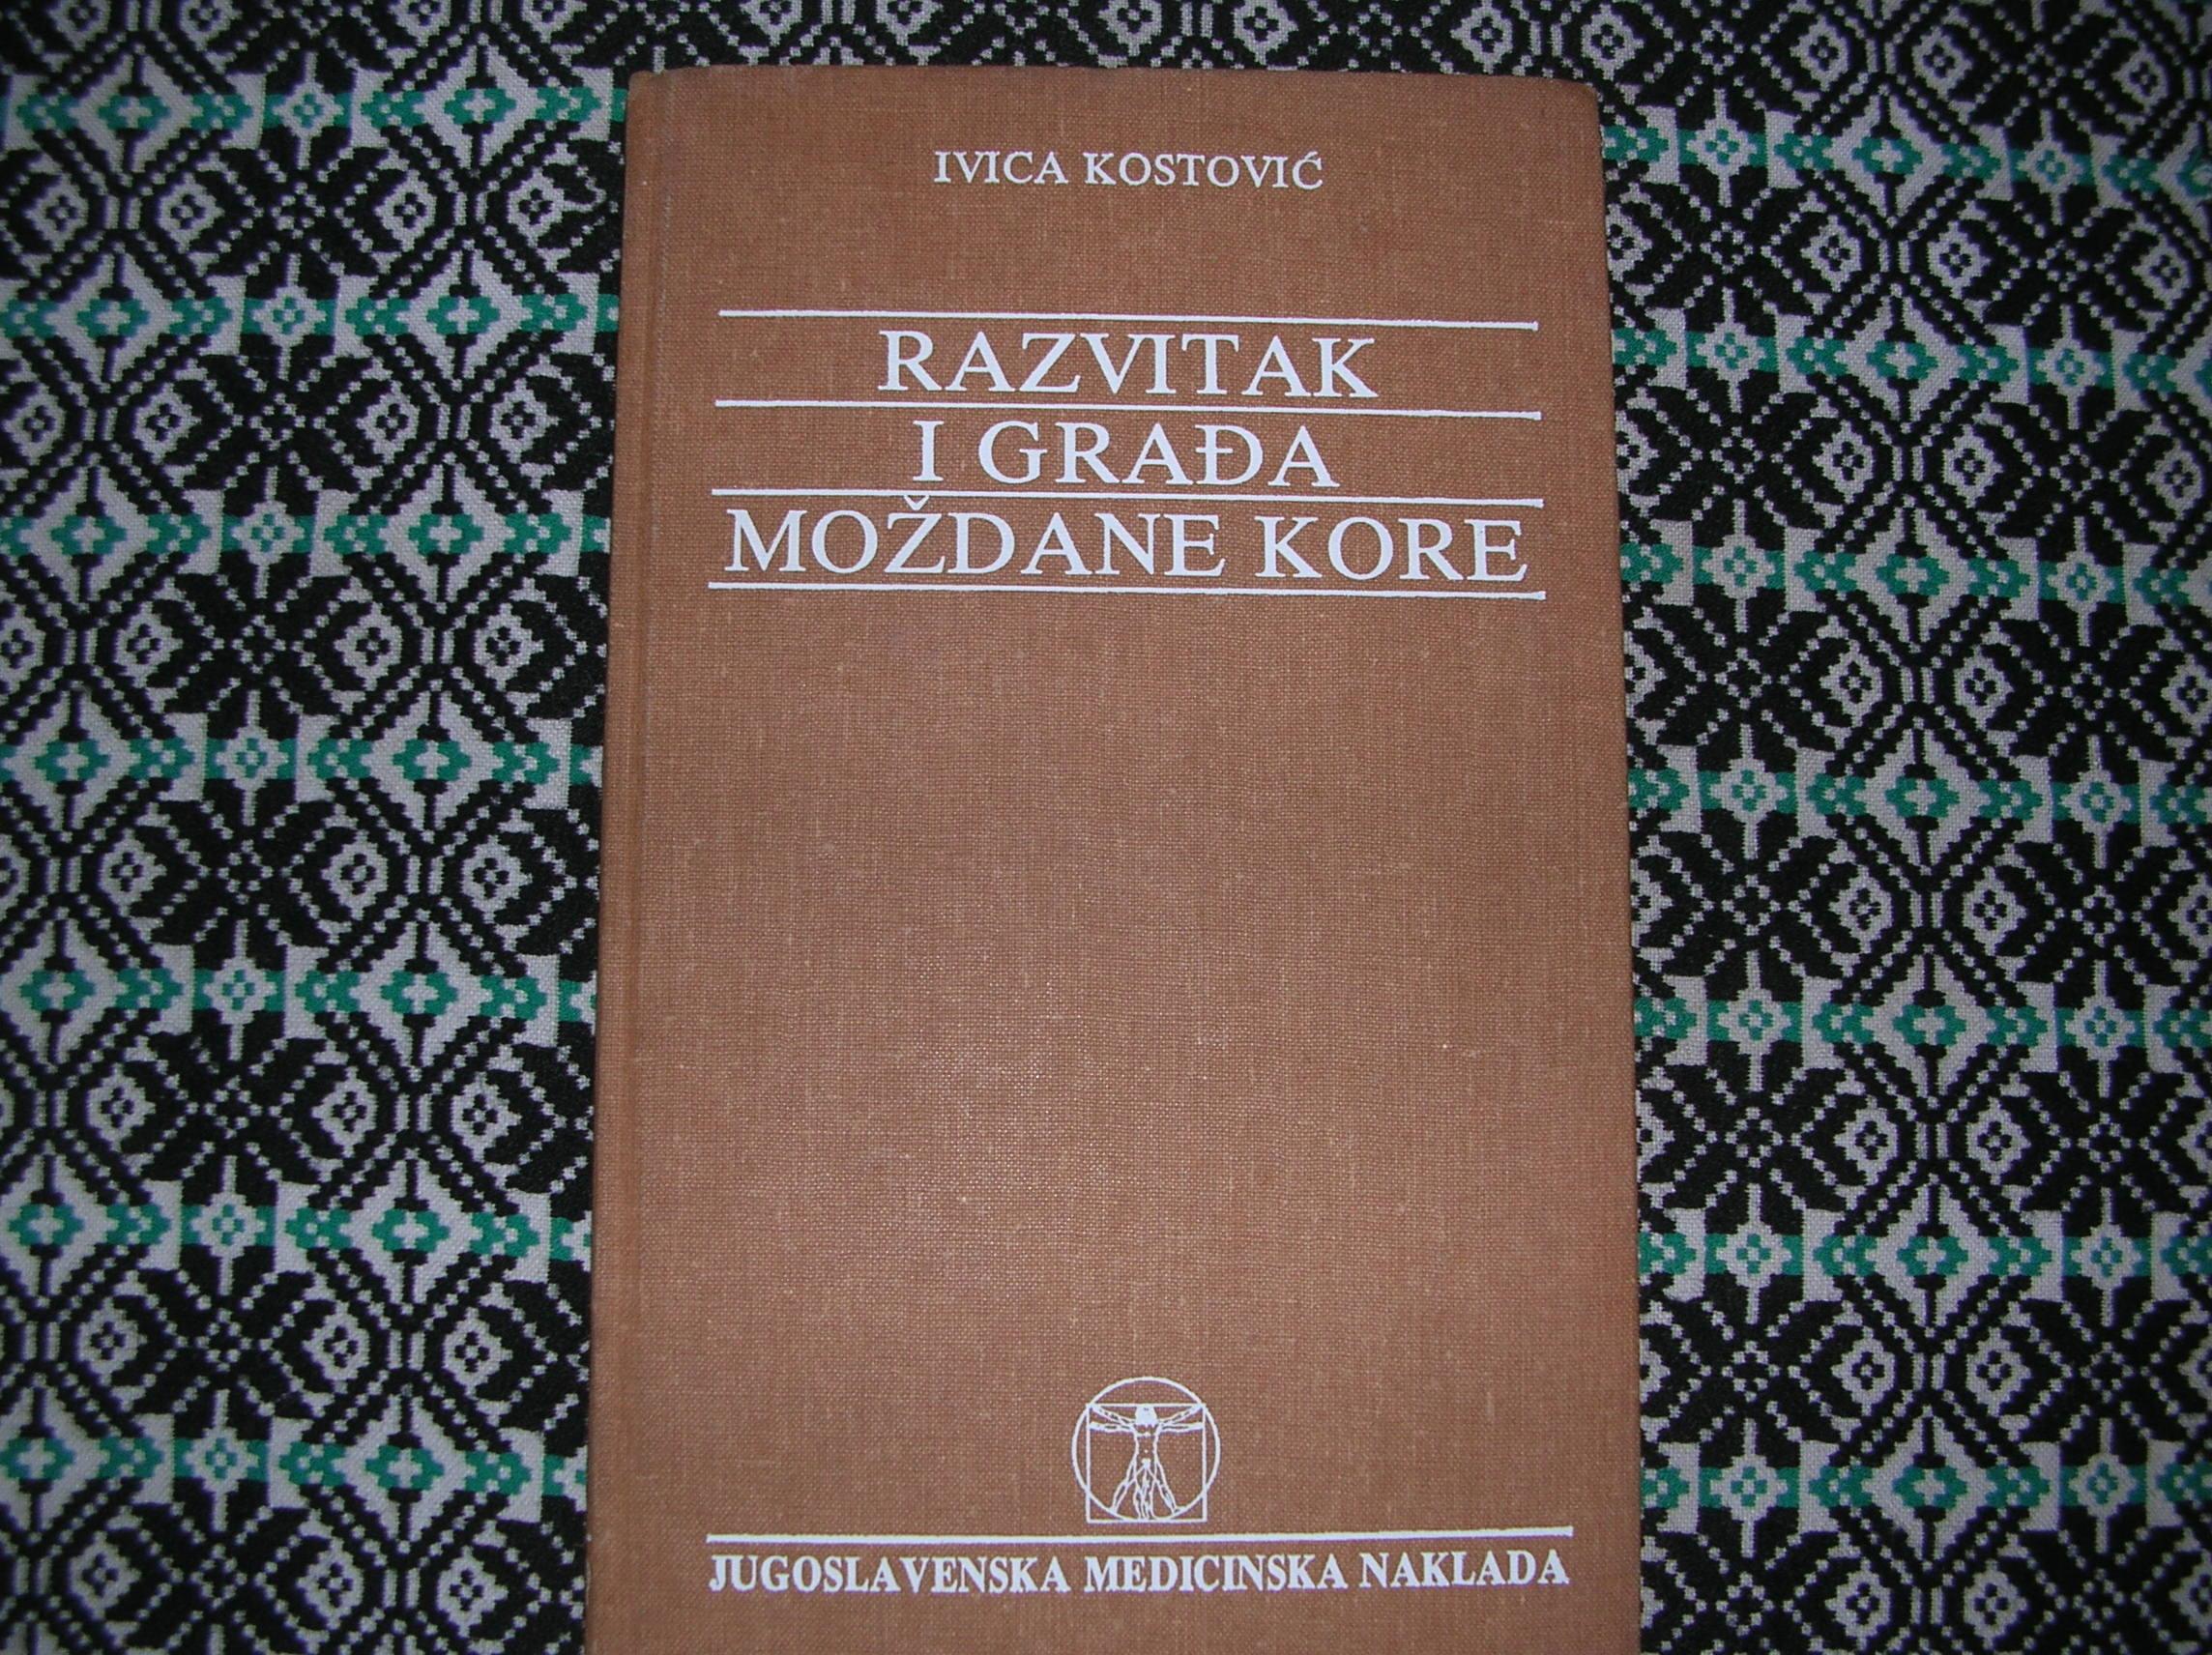 IVICA KOSTOVIĆ
RAZVITAK
I GRAĐA
MOŽDANE KORE
JUGOSLAVENSKA MEDICINSKA NAKLADA